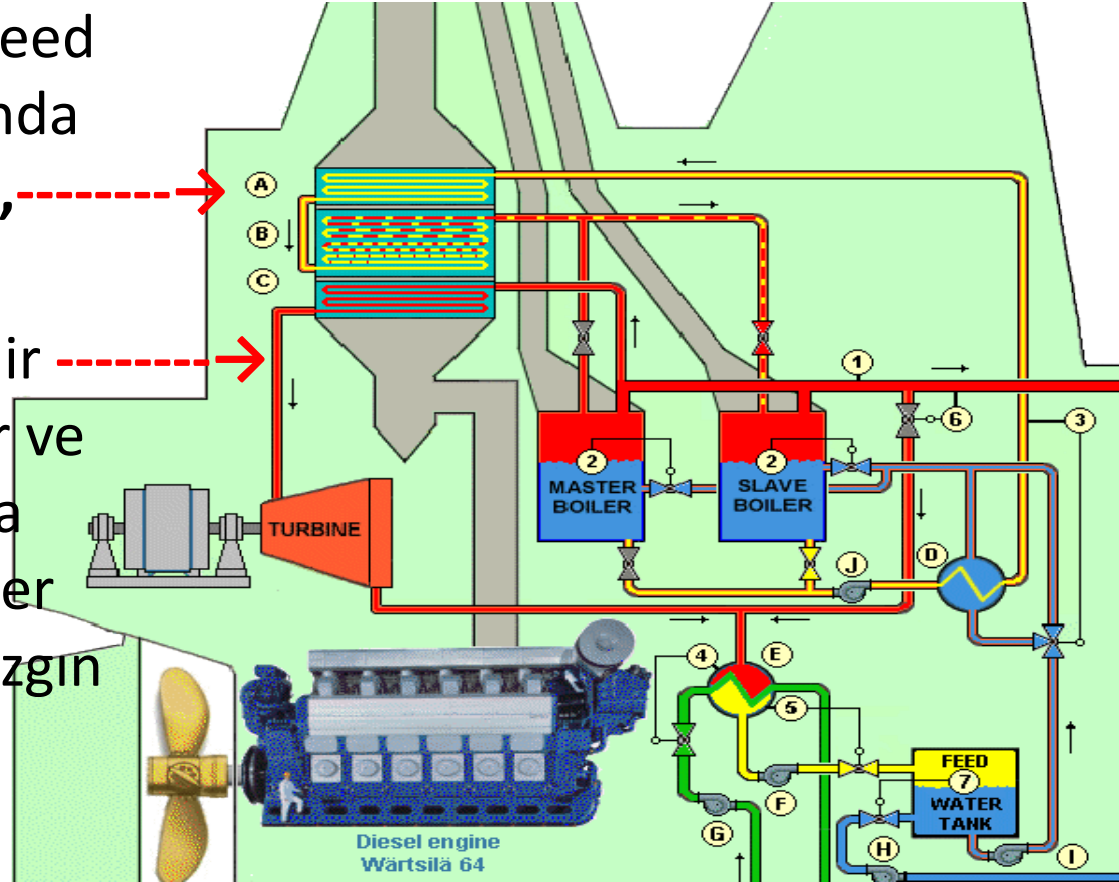 eed
nda
,
ir
r ve
a
er
zgin
A
B
C
1
2
MASTER
BOILER
2
SLAVE
BOILER
6
3
TURBINE
J
D
4
E
5
F
G
FEED
7
WATER
TANK
H
I
Diesel engine
Wärtsilä 64